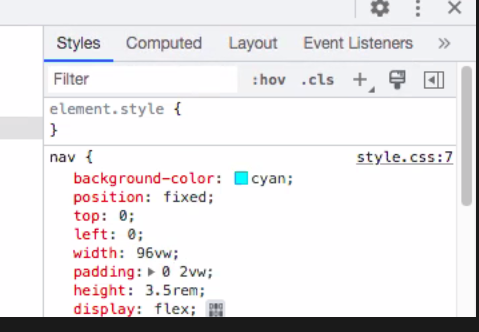 Styles Computed Layout Event Listeners »
Filter :hov .cls +
element.style {
}
nav { style.css:7
background-color: cyan;
position: fixed;
top: 0;
left: 0;
width: 96vw;
padding: 0 2vw;
height: 3.5rem;
display: flex;